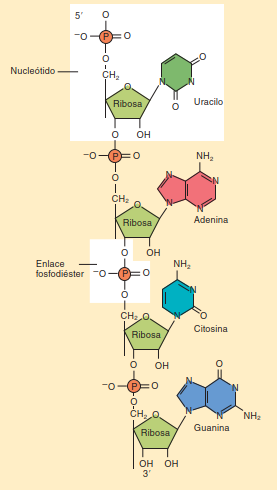 5'
O
⁻O P O
O
Nucleótido
CH₂
N O
N
O
Ribosa
O
Uracilo
O OH
⁻O P O
O
NH₂
N N
CH₂ O
N N
Ribosa
Adenina
O OH
Enlace
fosfodiéster
⁻O P O
NH₂
O
N
CH₂ O
N O
Ribosa
Citosina
O OH
O
⁻O P O
N N
O
CH₂ O
N N NH₂
Ribosa
Guanina
OH OH
3'